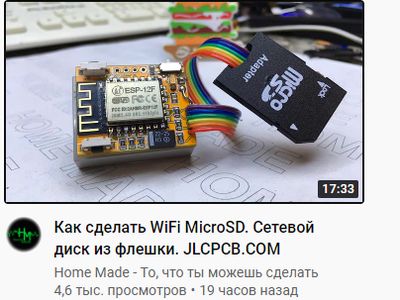 ESP-12F
Adapter
micro
SD
Lock
17:33
Как сделать WiFi MicroSD. Сетевой
диск из флешки. JLCPCB.COM
Home Made - То, что ты можешь сделать
4,6 тыс. просмотров • 19 часов назад